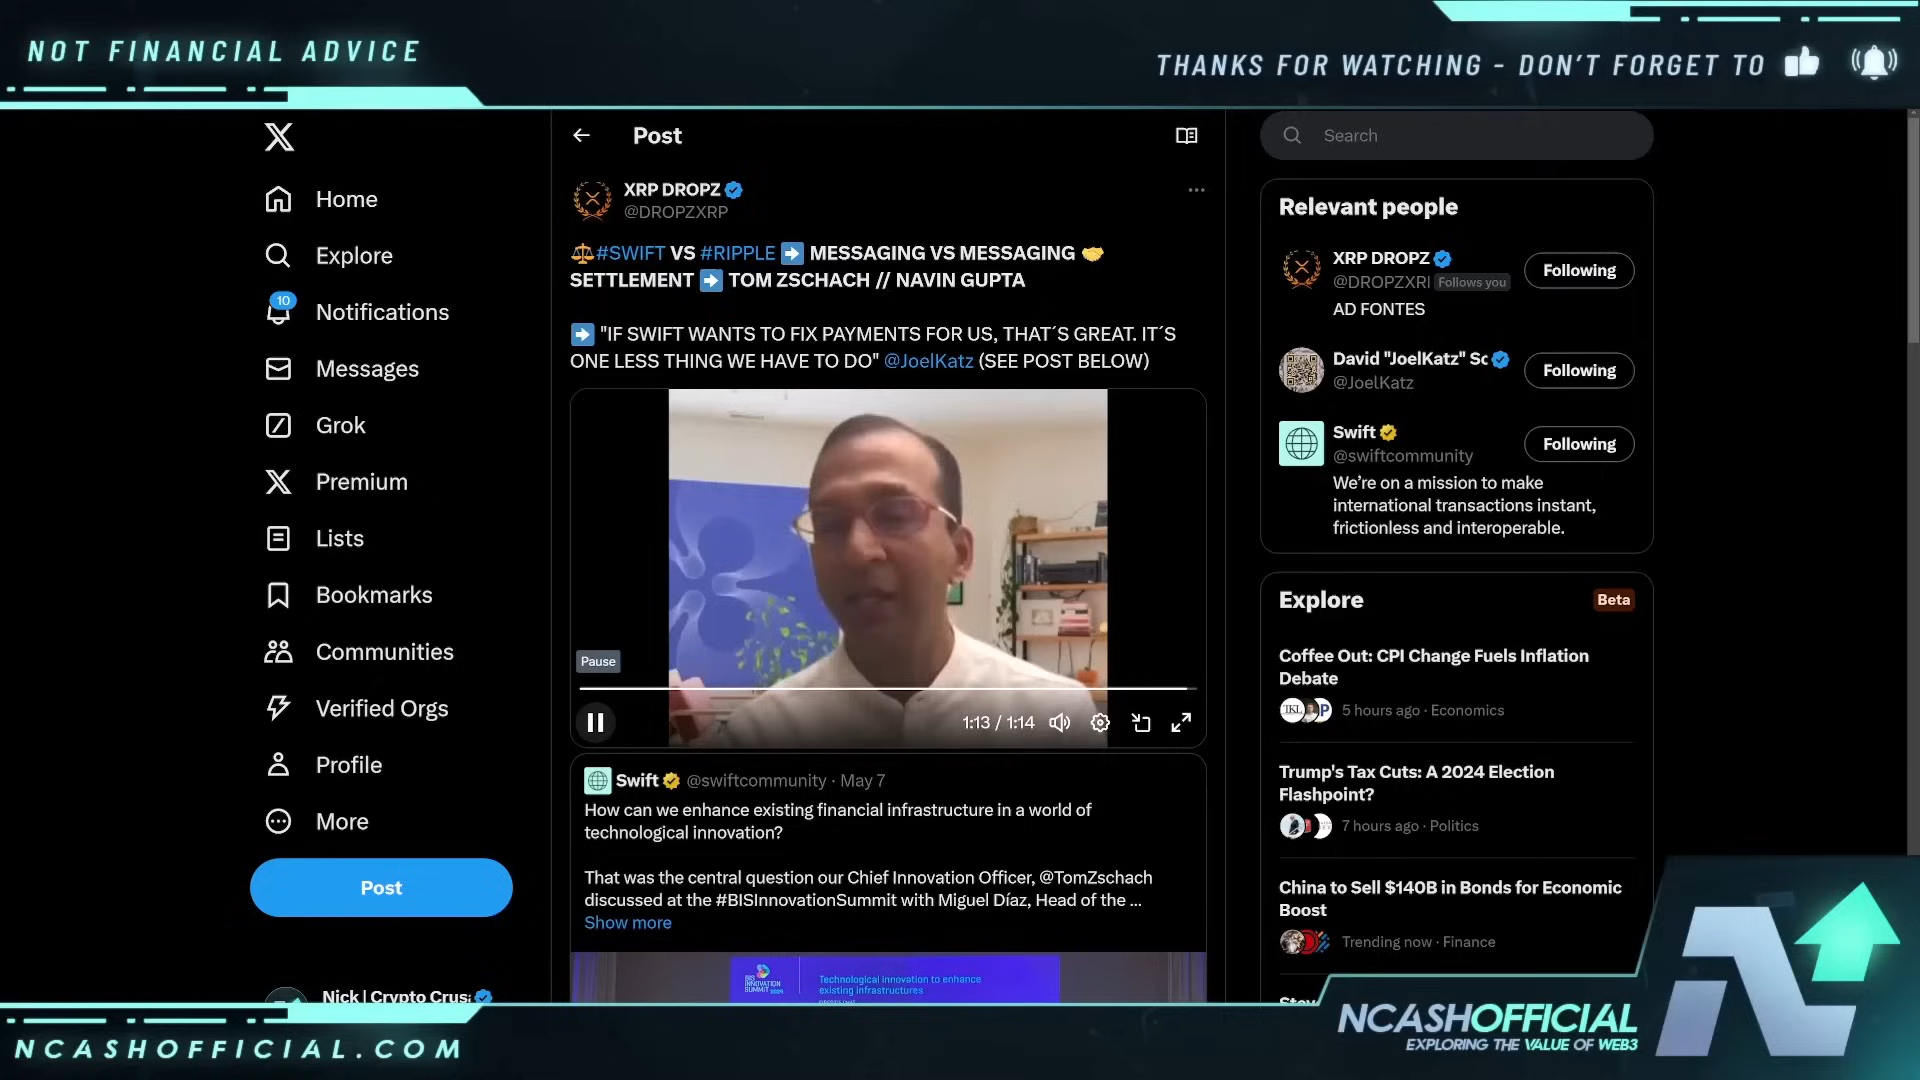 NOT FINANCIAL ADVICE
THANKS FOR WATCHING - DON'T FORGET TO
Home
Explore
10
Notifications
Messages
Grok
Premium
Lists
Bookmarks
Communities
Verified Orgs
Profile
More
Post
Nick | Crypto Crus
Post
XRP DROPZ
@DROPZXRP
#SWIFT VS #RIPPLE ➡️ MESSAGING VS MESSAGING
SETTLEMENT ➡️ TOM ZSCHACH // NAVIN GUPTA
➡️ "IF SWIFT WANTS TO FIX PAYMENTS FOR US, THAT´S GREAT. IT´S
ONE LESS THING WE HAVE TO DO" @JoelKatz (SEE POST BELOW)
Pause
1:13 / 1:14
Swift @swiftcommunity · May 7
How can we enhance existing financial infrastructure in a world of
technological innovation?
That was the central question our Chief Innovation Officer, @TomZschach
discussed at the #BISInnovationSummit with Miguel Díaz, Head of the ...
Show more
BIS
INNOVATION
SUMMIT 2024
Technological innovation to enhance
existing infrastructures
Search
Relevant people
XRP DROPZ
@DROPZXRI Follows you
Following
AD FONTES
David "JoelKatz" Sc
@JoelKatz
Following
Swift
@swiftcommunity
Following
We're on a mission to make
international transactions instant,
frictionless and interoperable.
Explore
Beta
Coffee Out: CPI Change Fuels Inflation
Debate
5 hours ago · Economics
Trump's Tax Cuts: A 2024 Election
Flashpoint?
7 hours ago · Politics
China to Sell $140B in Bonds for Economic
Boost
Trending now · Finance
NCASHOFFICIAL.COM
NCASHOFFICIAL
EXPLORING THE VALUE OF WEB3